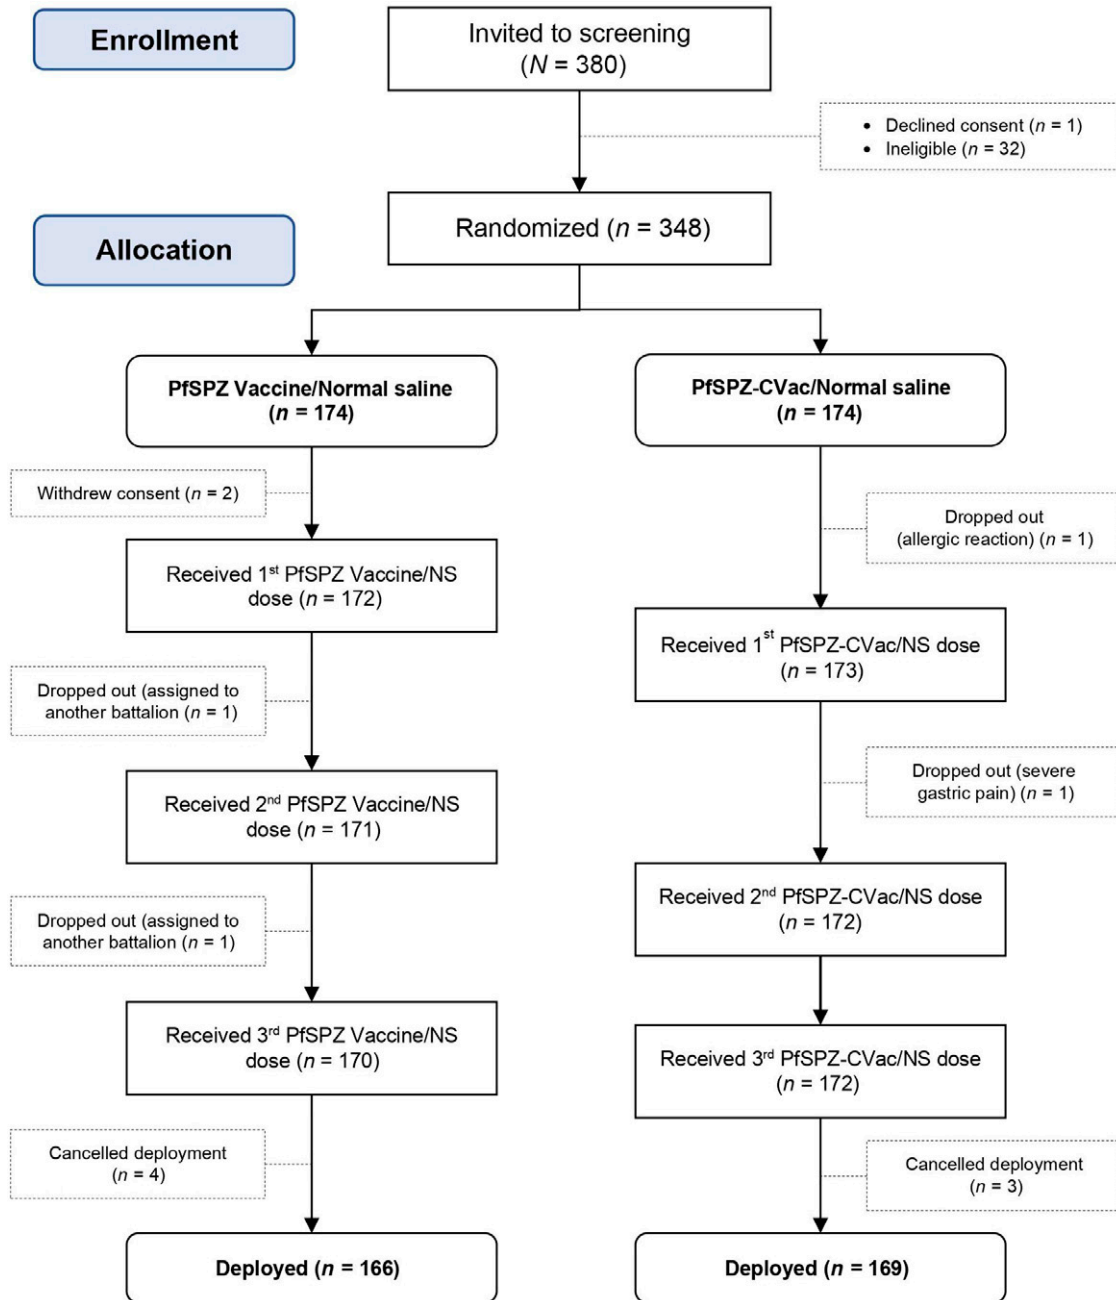 Enrollment
Invited to screening
(N = 380)
• Declined consent (n = 1)
• Ineligible (n = 32)
Randomized (n = 348)
Allocation
PfSPZ Vaccine/Normal saline
(n = 174)
PfSPZ-CVac/Normal saline
(n = 174)
Withdrew consent (n = 2)
Dropped out
(allergic reaction) (n = 1)
Received 1st PfSPZ Vaccine/NS
dose (n = 172)
Received 1st PfSPZ-CVac/NS dose
(n = 173)
Dropped out (assigned to
another battalion (n = 1)
Dropped out (severe
gastric pain) (n = 1)
Received 2nd PfSPZ Vaccine/NS
dose (n = 171)
Received 2nd PfSPZ-CVac/NS dose
(n = 172)
Dropped out (assigned to
another battalion (n = 1)
Received 3rd PfSPZ Vaccine/NS
dose (n = 170)
Received 3rd PfSPZ-CVac/NS dose
(n = 172)
Cancelled deployment
(n = 4)
Cancelled deployment
(n = 3)
Deployed (n = 166)
Deployed (n = 169)